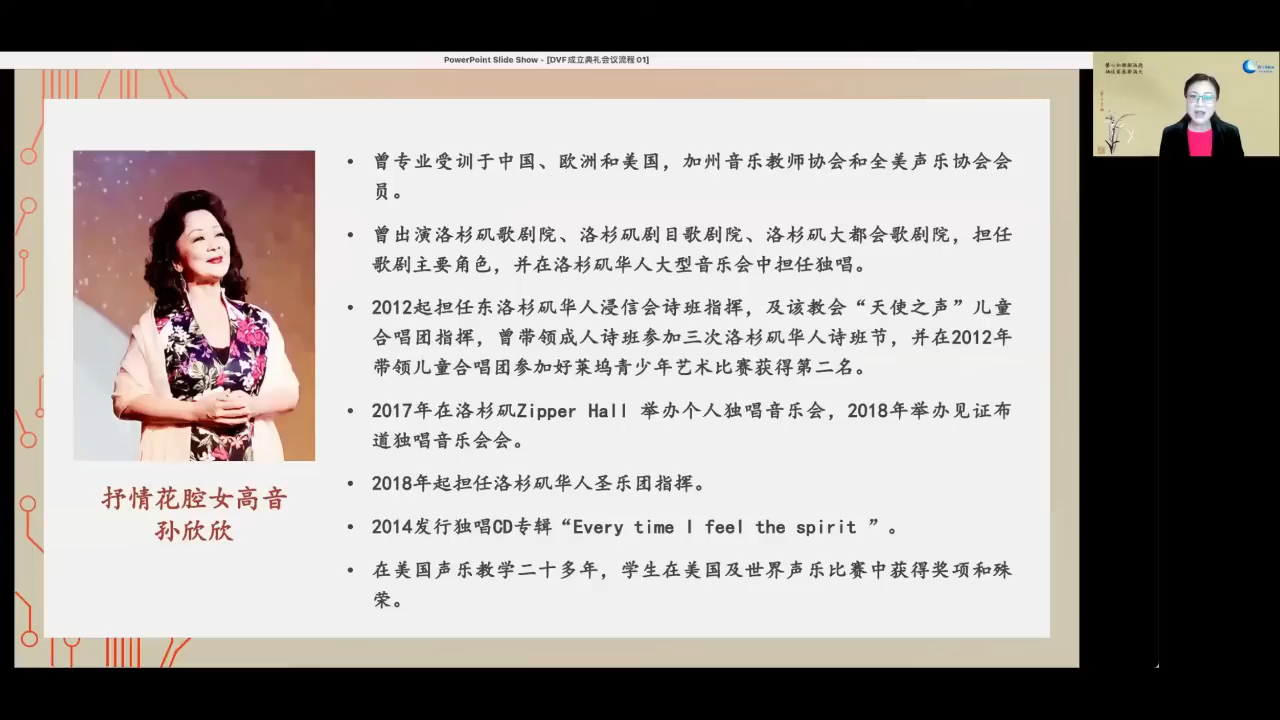 PowerPoint Slide Show - [DVF成立典礼会议流程 01]
• 曾专业受训于中国、欧洲和美国，加州音乐教师协会和全美声乐协会会
员。
• 曾出演洛杉矶歌剧院、洛杉矶剧目歌剧院、洛杉矶大都会歌剧院，担任
歌剧主要角色，并在洛杉矶华人大型音乐会中担任独唱。
• 2012起担任东洛杉矶华人浸信会诗班指挥，及该教会“天使之声”儿童
合唱团指挥，曾带领成人诗班参加三次洛杉矶华人诗班节，并在2012年
带领儿童合唱团参加好莱坞青少年艺术比赛获得第二名。
• 2017年在洛杉矶Zipper Hall 举办个人独唱音乐会，2018年举办见证布
道独唱音乐会会。
• 2018年起担任洛杉矶华人圣乐团指挥。
• 2014发行独唱CD专辑“Every time I feel the spirit ”。
• 在美国声乐教学二十多年，学生在美国及世界声乐比赛中获得奖项和殊
荣。
抒情花腔女高音
孙欣欣